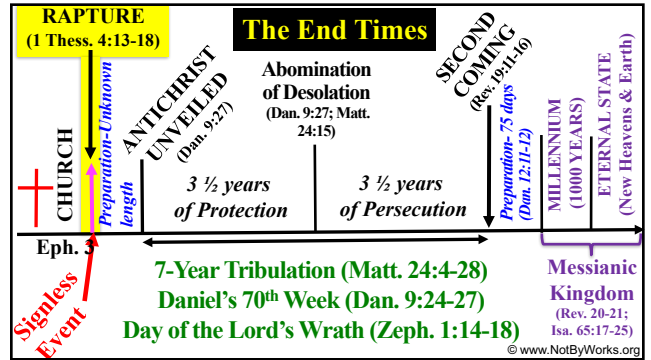 RAPTURE
(1 Thess. 4:13-18)
The End Times
CHURCH
Preparation-Unknown
length
ANTICHRIST
UNVEILED
(Dan. 9:27)
Abomination
of Desolation
(Dan. 9:27; Matt.
24:15)
SECOND
COMING
(Rev. 19:11-16)
Preparation- 75 days
(Dan. 12:11-12)
MILLENNIUM
(1000 YEARS)
ETERNAL STATE
(New Heavens & Earth)
3 ½ years
of Protection
3 ½ years
of Persecution
Eph. 3
Signless
Event
7-Year Tribulation (Matt. 24:4-28)
Daniel's 70th Week (Dan. 9:24-27)
Day of the Lord's Wrath (Zeph. 1:14-18)
Messianic
Kingdom
(Rev. 20-21;
Isa. 65:17-25)
© www.NotByWorks.org